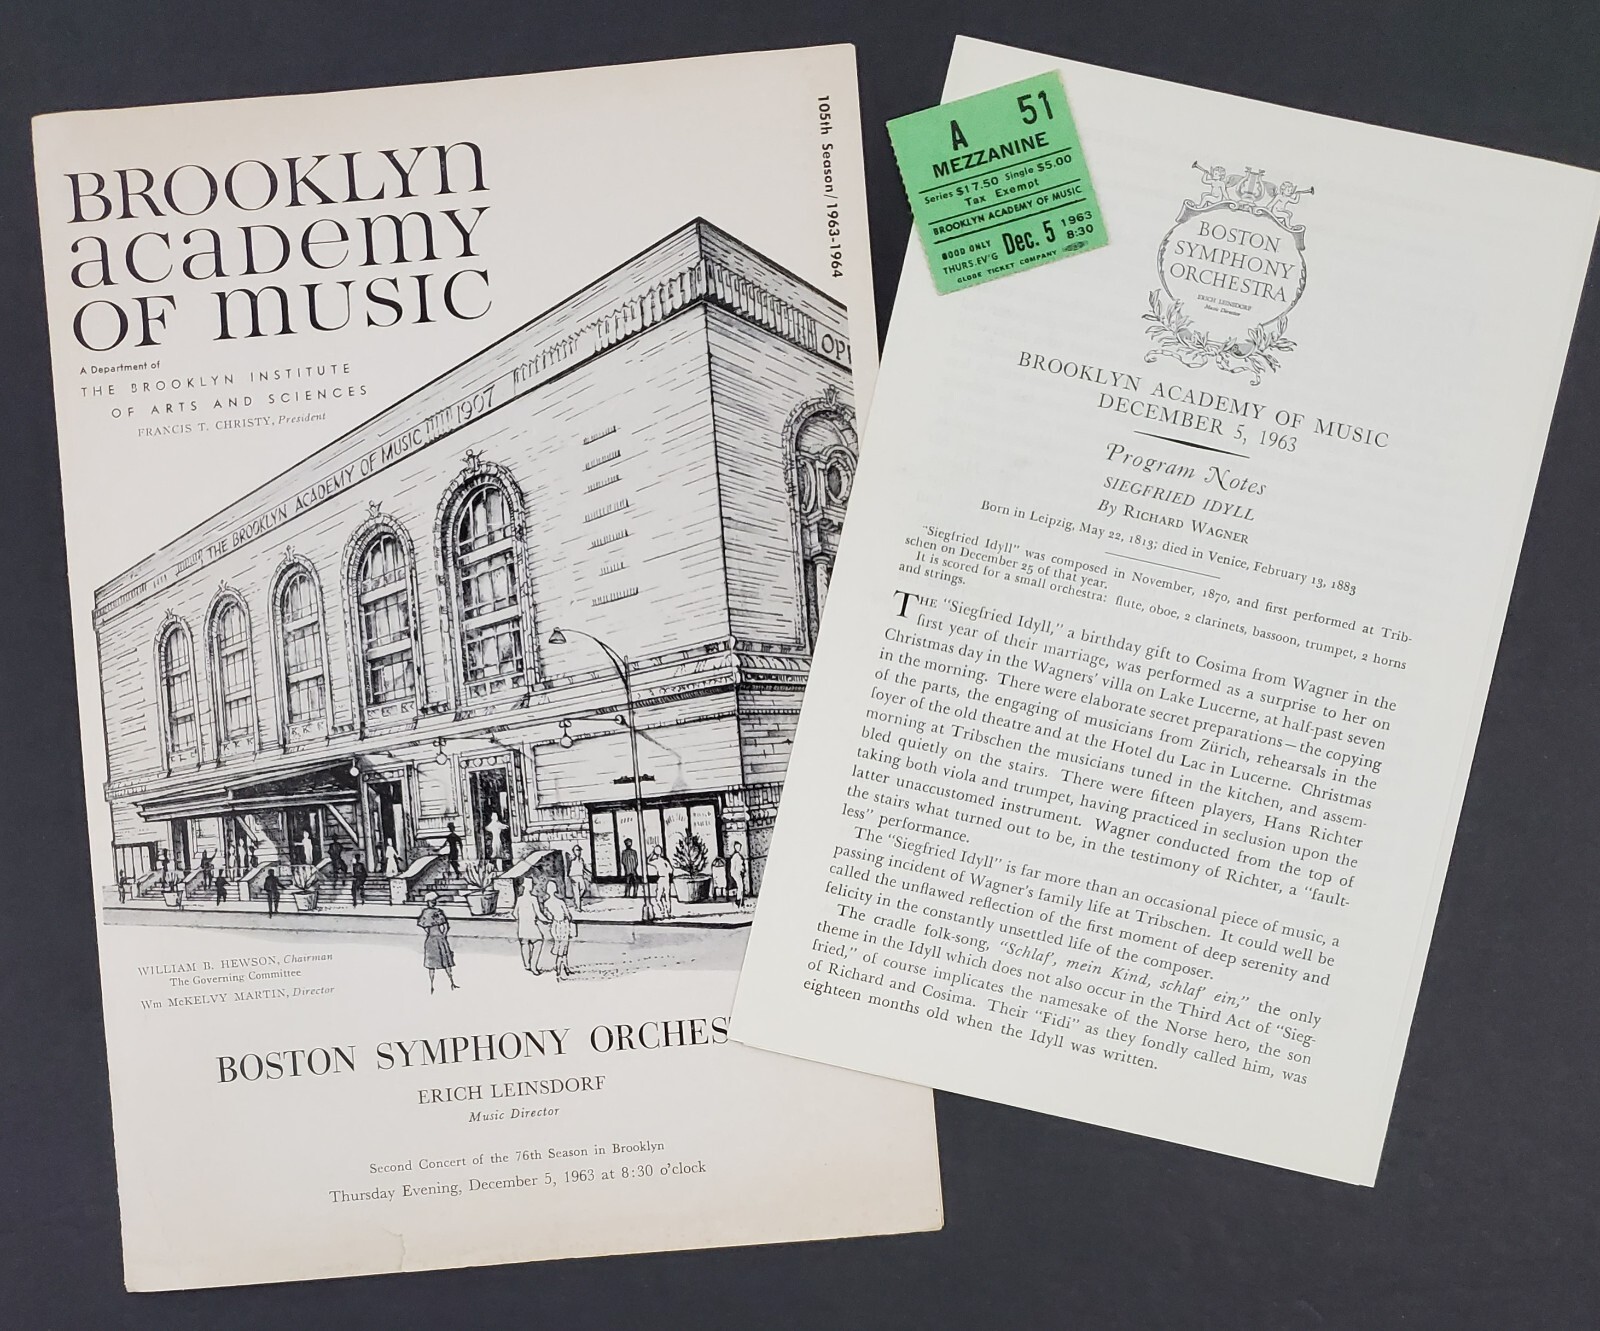 BROOKLYN
ACADEMY
OF MUSIC
105th Season/1963-1964
A Department of
THE BROOKLYN INSTITUTE
OF ARTS AND SCIENCES
FRANCIS T. CHRISTY, President
THE BROOKLYN ACADEMY OF MUSIC 1907
OP
WILLIAM B. HEWSON, Chairman
The Governing Committee
Wm McKELVY MARTIN, Director
BOSTON SYMPHONY ORCHES
ERICH LEINSDORF
Music Director
Second Concert of the 76th Season in Brooklyn
Thursday Evening, December 5, 1963 at 8:30 o'clock
A 51
MEZZANINE
Series $17.50 Single $5.00
Tax Exempt
BROOKLYN ACADEMY OF MUSIC
GOOD ONLY Dec. 5 1963
THURS. EV'G 8:30
GLOBE TICKET COMPANY
BOSTON
SYMPHONY
ORCHESTRA
ERICH LEINSDORF
Music Director
BROOKLYN ACADEMY OF MUSIC
DECEMBER 5, 1963
Program Notes
SIEGFRIED IDYLL
By RICHARD WAGNER
Born in Leipzig, May 22, 1813; died in Venice, February 13, 1883
"Siegfried Idyll" was composed in November, 1870, and first performed at Trib-
schen on December 25 of that year.
It is scored for a small orchestra: flute, oboe, 2 clarinets, bassoon, trumpet, 2 horns
and strings.
THE "Siegfried Idyll," a birthday gift to Cosima from Wagner in the
first year of their marriage, was performed as a surprise to her on
Christmas day in the Wagners' villa on Lake Lucerne, at half-past seven
in the morning. There were elaborate secret preparations—the copying
of the parts, the engaging of musicians from Zürich, rehearsals in the
foyer of the old theatre and at the Hotel du Lac in Lucerne. Christmas
morning at Tribschen the musicians tuned in the kitchen, and assem-
bled quietly on the stairs. There were fifteen players, Hans Richter
taking both viola and trumpet, having practiced in seclusion upon the
latter unaccustomed instrument. Wagner conducted from the top of
the stairs what turned out to be, in the testimony of Richter, a "fault-
less" performance.
The "Siegfried Idyll" is far more than an occasional piece of music, a
passing incident of Wagner's family life at Tribschen. It could well be
called the unflawed reflection of the first moment of deep serenity and
felicity in the constantly unsettled life of the composer.
The cradle folk-song, "Schlaf', mein Kind, schlaf' ein," the only
theme in the Idyll which does not also occur in the Third Act of "Sieg-
fried," of course implicates the namesake of the Norse hero, the son
of Richard and Cosima. Their "Fidi" as they fondly called him, was
eighteen months old when the Idyll was written.